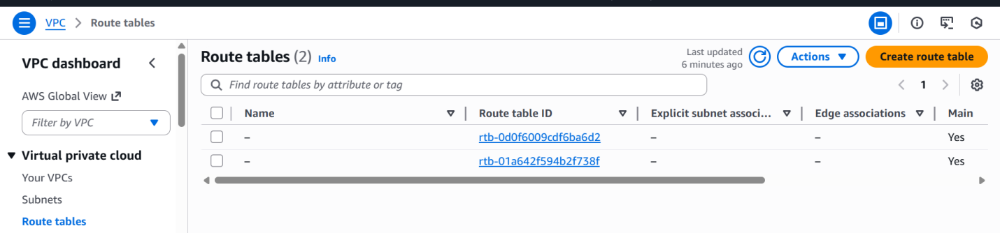 VPC > Route tables
VPC dashboard
AWS Global View
Filter by VPC
Virtual private cloud
Your VPCs
Subnets
Route tables
Route tables (2) Info
Last updated
6 minutes ago
Actions
Create route table
Find route tables by attribute or tag
1
Name Route table ID Explicit subnet associ... Edge associations Main
– rtb-0d0f6009cdf6ba6d2 – – Yes
– rtb-01a642f594b2f738f – – Yes